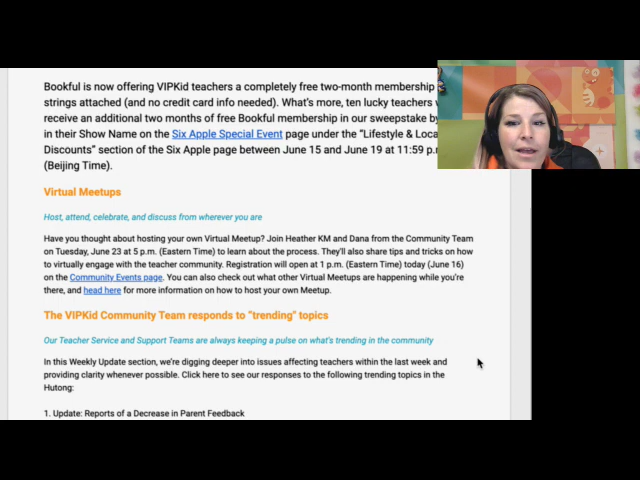 Bookful is now offering VIPKid teachers a completely free two-month membership
strings attached (and no credit card info needed). What's more, ten lucky teachers
receive an additional two months of free Bookful membership in our sweepstake by
in their Show Name on the Six Apple Special Event page under the "Lifestyle & Loca
Discounts" section of the Six Apple page between June 15 and June 19 at 11:59 p.m
(Beijing Time).
Virtual Meetups
Host, attend, celebrate, and discuss from wherever you are
Have you thought about hosting your own Virtual Meetup? Join Heather KM and Dana from the Community Team
on Tuesday, June 23 at 5 p.m. (Eastern Time) to learn about the process. They'll also share tips and tricks on how
to virtually engage with the teacher community. Registration will open at 1 p.m. (Eastern Time) today (June 16)
on the Community Events page. You can also check out what other Virtual Meetups are happening while you're
there, and head here for more information on how to host your own Meetup.
The VIPKid Community Team responds to "trending" topics
Our Teacher Service and Support Teams are always keeping a pulse on what's trending in the community
In this Weekly Update section, we're digging deeper into issues affecting teachers within the last week and
providing clarity whenever possible. Click here to see our responses to the following trending topics in the
Hutong:
1. Update: Reports of a Decrease in Parent Feedback